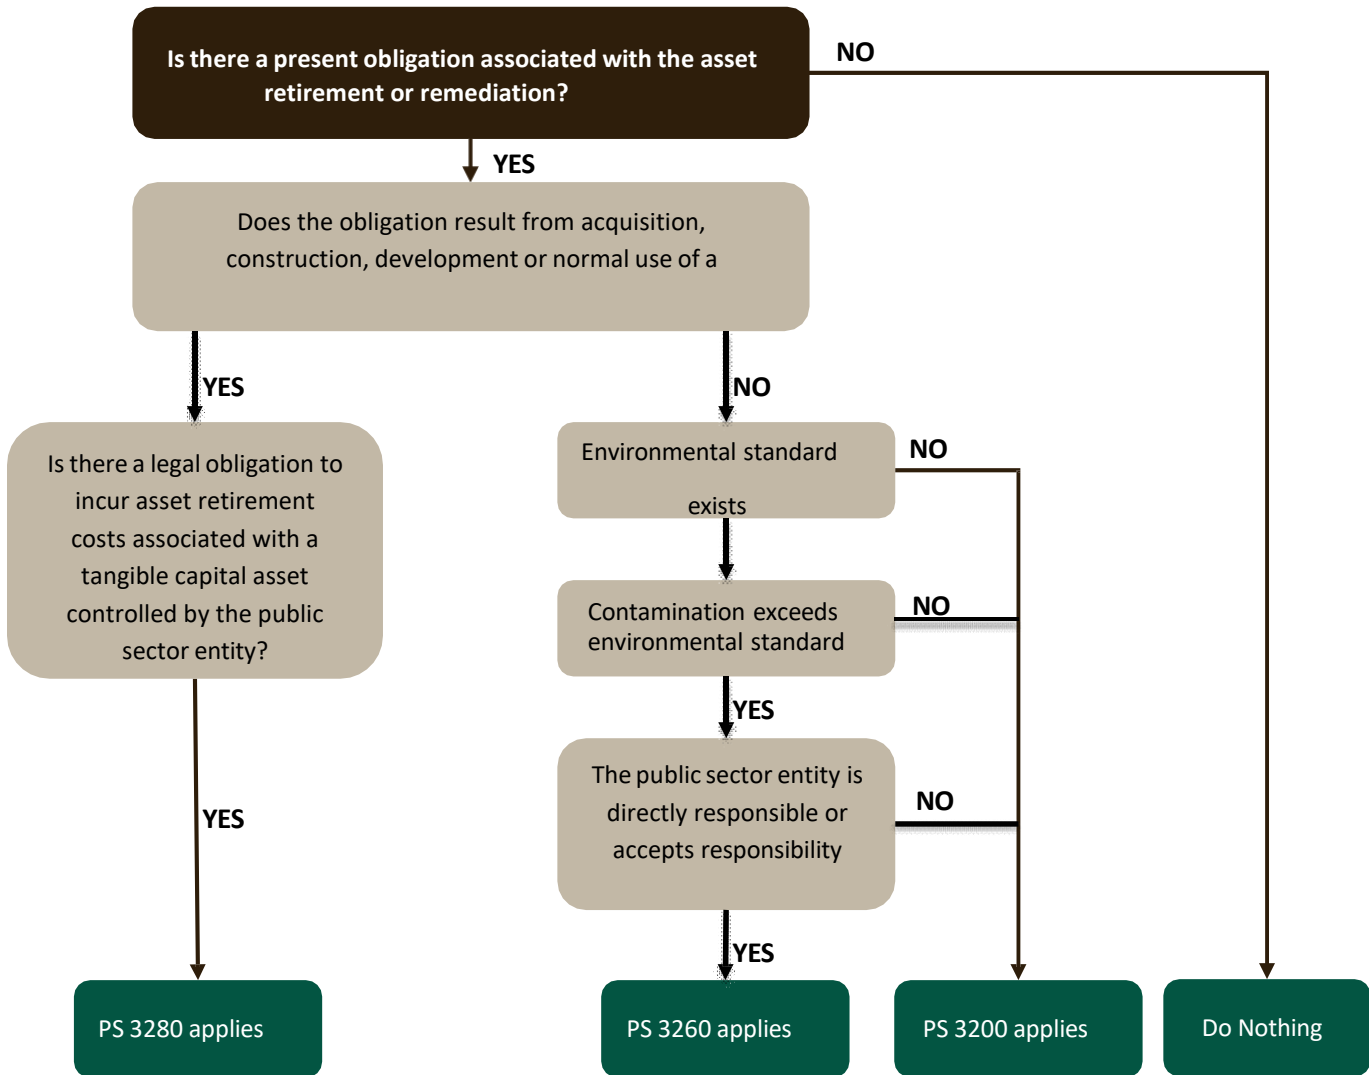 Is there a present obligation associated with the asset
retirement or remediation?
NO
YES
Does the obligation result from acquisition,
construction, development or normal use of a
YES
NO
Is there a legal obligation to
incur asset retirement
costs associated with a
tangible capital asset
controlled by the public
sector entity?
Environmental standard
exists
NO
Contamination exceeds
environmental standard
NO
YES
The public sector entity is
directly responsible or
accepts responsibility
NO
YES
YES
PS 3280 applies
PS 3260 applies
PS 3200 applies
Do Nothing